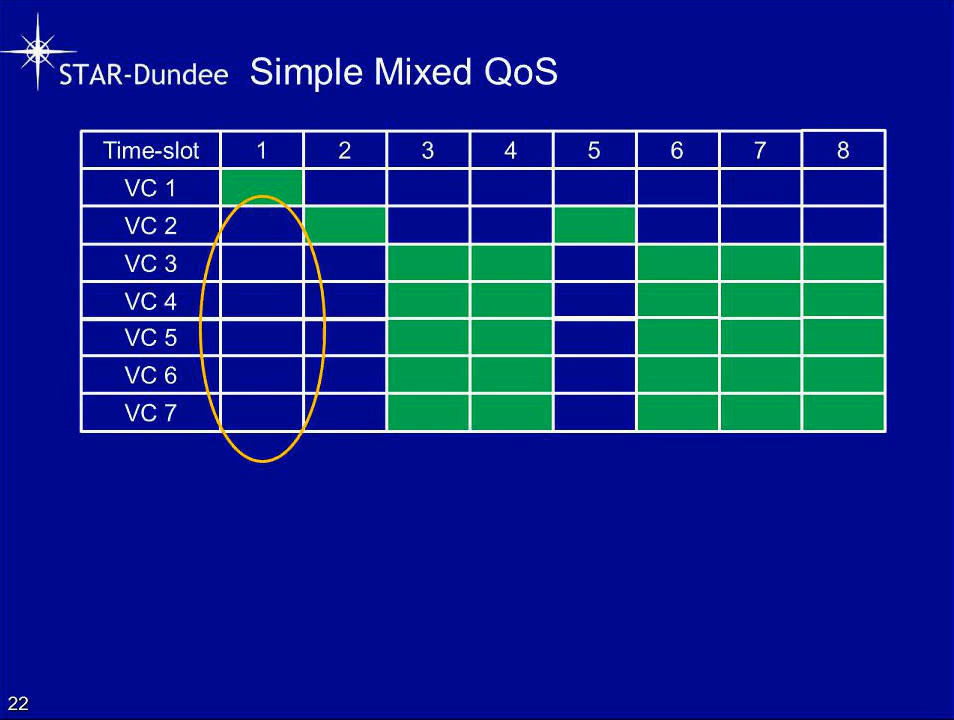 STAR-Dundee Simple Mixed QoS
Time-slot 1 2 3 4 5 6 7 8
VC 1
VC 2
VC 3
VC 4
VC 5
VC 6
VC 7
22